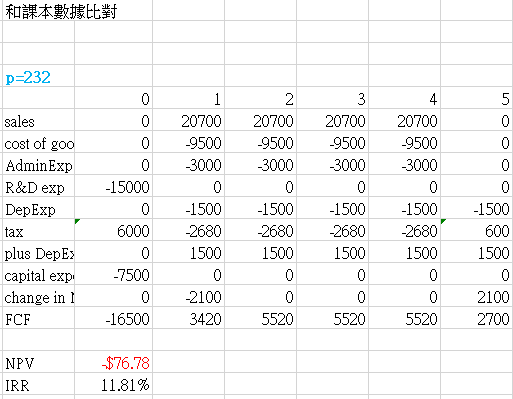 和課本數據比對
p=232
0 1 2 3 4 5
sales 0 20700 20700 20700 20700 0
cost of goo 0 -9500 -9500 -9500 -9500 0
AdminExp 0 -3000 -3000 -3000 -3000 0
R&D exp -15000 0 0 0 0 0
DepExp 0 -1500 -1500 -1500 -1500 -1500
tax 6000 -2680 -2680 -2680 -2680 600
plus DepEx 0 1500 1500 1500 1500 1500
capital expe -7500 0 0 0 0 0
change in N 0 -2100 0 0 0 2100
FCF -16500 3420 5520 5520 5520 2700
NPV -$76.78
IRR 11.81%